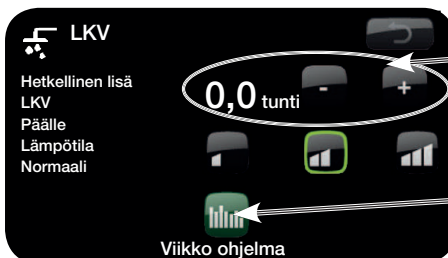 LKV
Hetkellinen lisä
LKV
0,0 tunti
-
+
Päälle
Lämpötila
Normaali
Viikko ohjelma